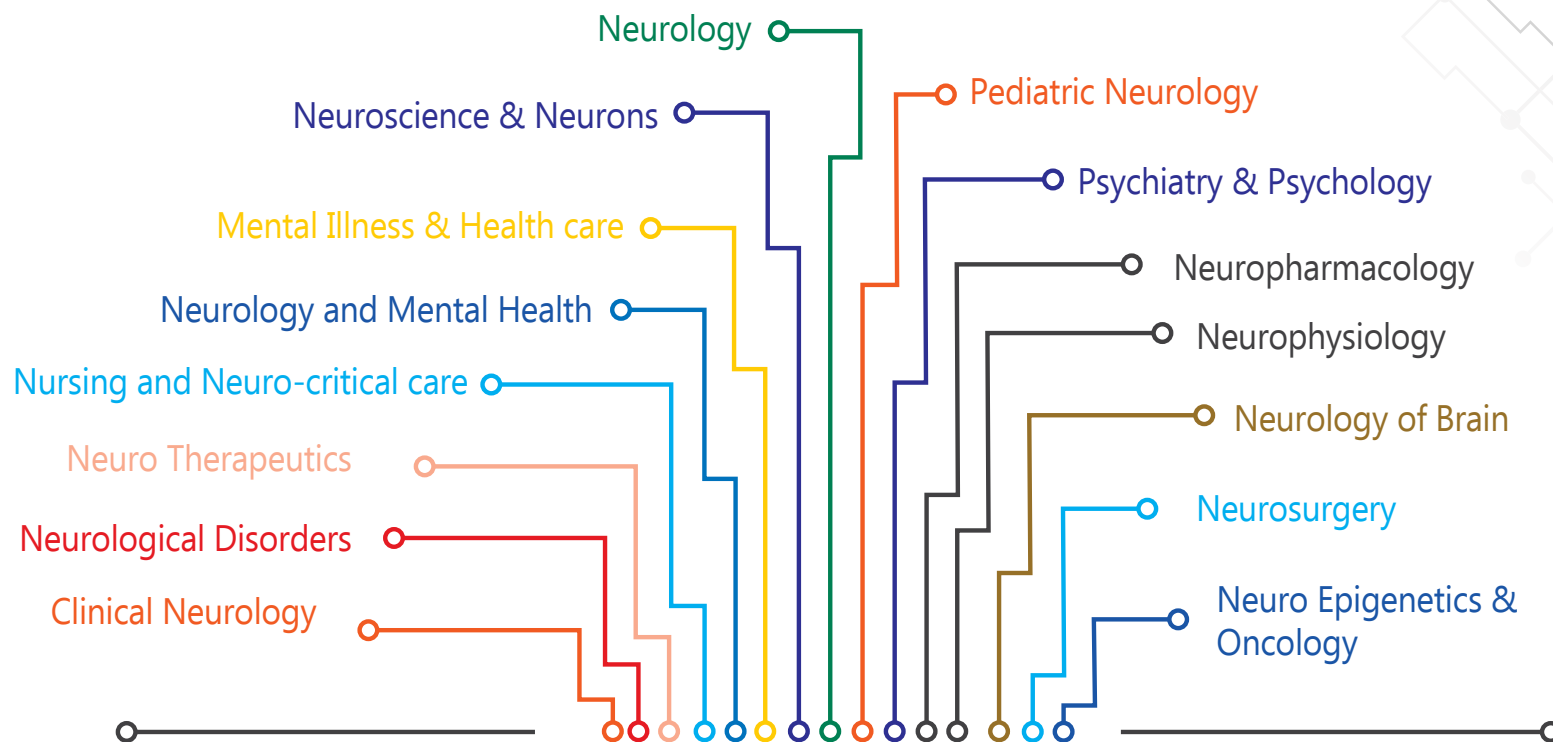 Neurology
Pediatric Neurology
Neuroscience & Neurons
Psychiatry & Psychology
Mental Illness & Health care
Neuropharmacology
Neurology and Mental Health
Neurophysiology
Nursing and Neuro-critical care
Neurology of Brain
Neuro Therapeutics
Neurosurgery
Neurological Disorders
Clinical Neurology
Neuro Epigenetics &
Oncology